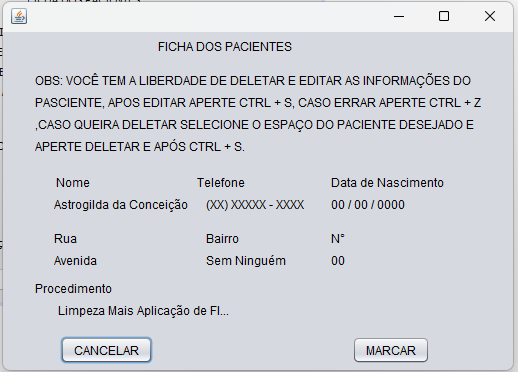 FICHA DOS PACIENTES
OBS: VOCÊ TEM A LIBERDADE DE DELETAR E EDITAR AS INFORMAÇÕES DO
PASCIENTE, APOS EDITAR APERTE CTRL + S, CASO ERRAR APERTE CTRL + Z
,CASO QUEIRA DELETAR SELECIONE O ESPAÇO DO PACIENTE DESEJADO E
APERTE DELETAR E APÓS CTRL + S.
Nome Telefone Data de Nascimento
Astrogilda da Conceição (XX) XXXXX - XXXX 00 / 00 / 0000
Rua Bairro N°
Avenida Sem Ninguém 00
Procedimento
Limpeza Mais Aplicação de Fl...
CANCELAR MARCAR